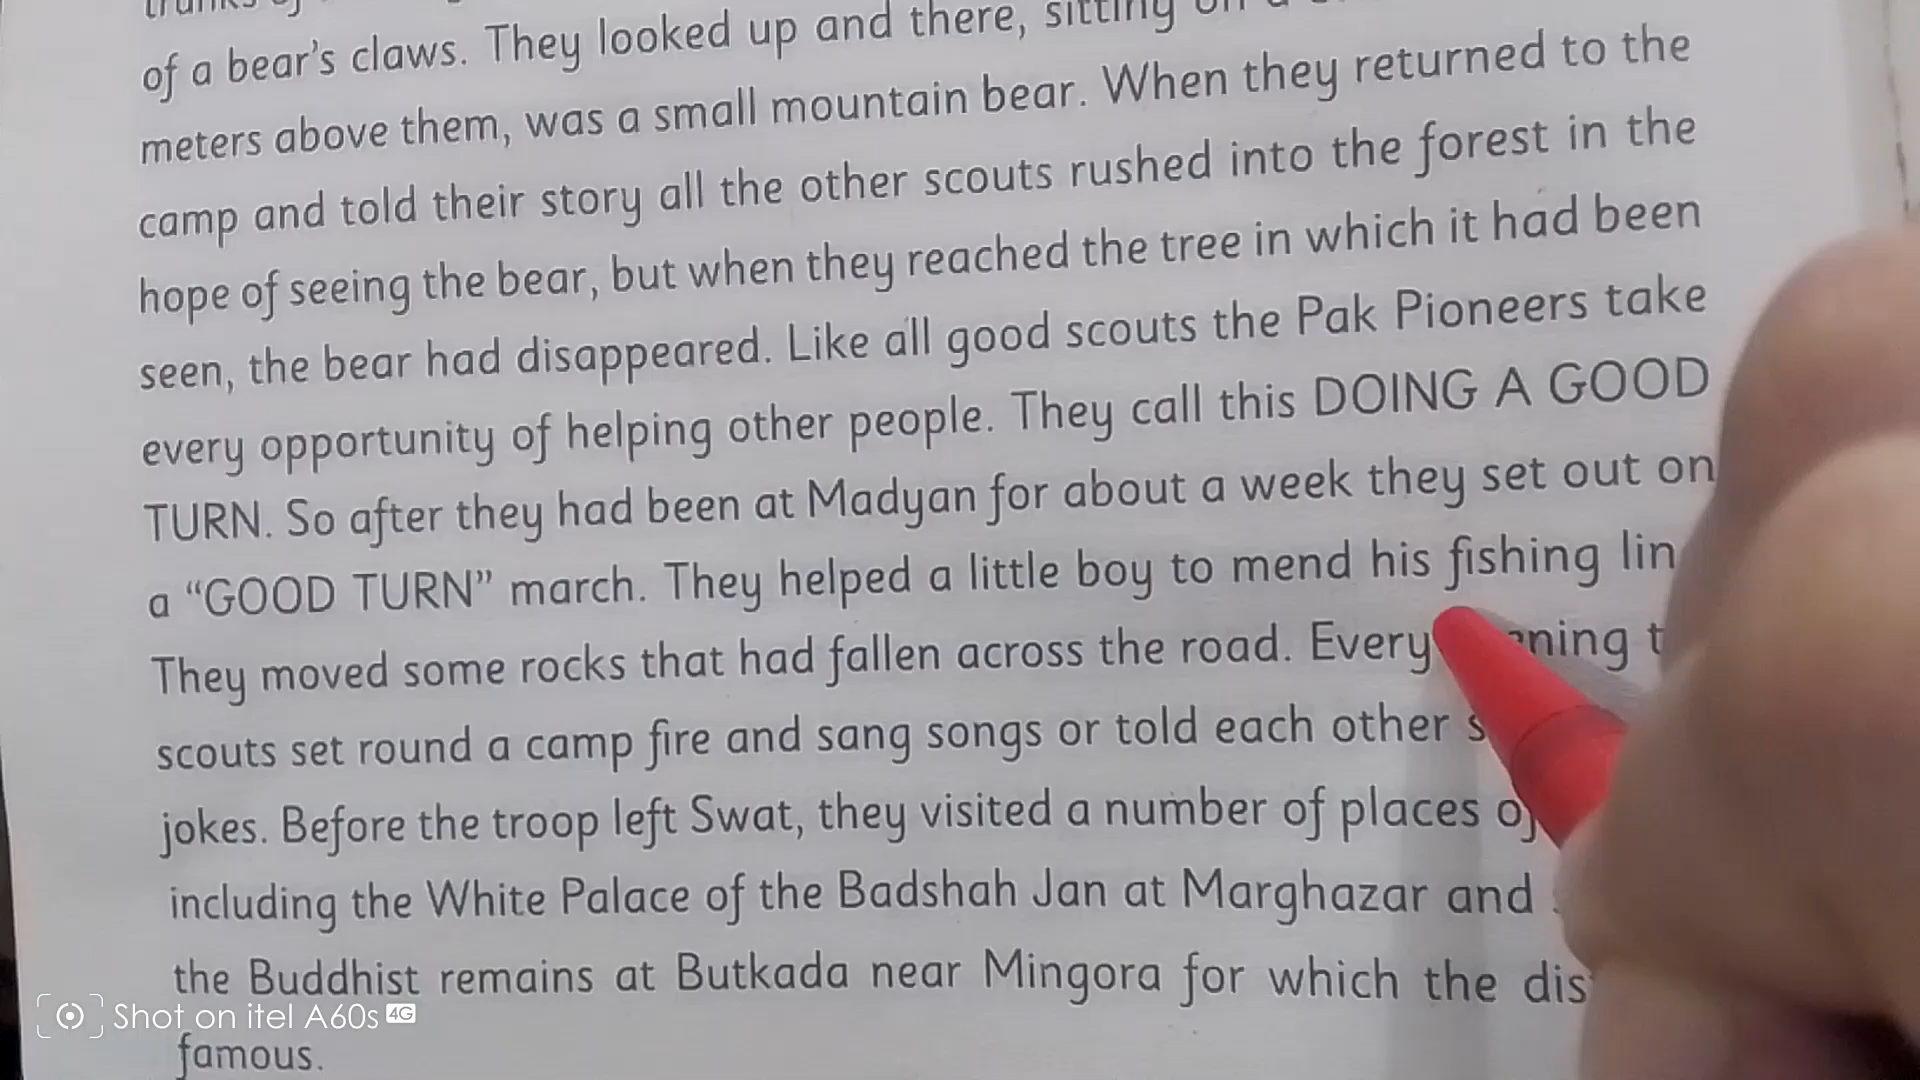 of a bear's claws. They looked up and there, sitting on a
meters above them, was a small mountain bear. When they returned to the
camp and told their story all the other scouts rushed into the forest in the
hope of seeing the bear, but when they reached the tree in which it had been
seen, the bear had disappeared. Like all good scouts the Pak Pioneers take
every opportunity of helping other people. They call this DOING A GOOD
TURN. So after they had been at Madyan for about a week they set out on
a “GOOD TURN” march. They helped a little boy to mend his fishing
They moved some rocks that had fallen across the road. Every
scouts set round a camp fire and sang songs or told each other
jokes. Before the troop left Swat, they visited a number of places
including the White Palace of the Badshah Jan at Marghazar and
the Buddhist remains at Butkada near Mingora for which the
famous.
Shot on itel A60s 4G